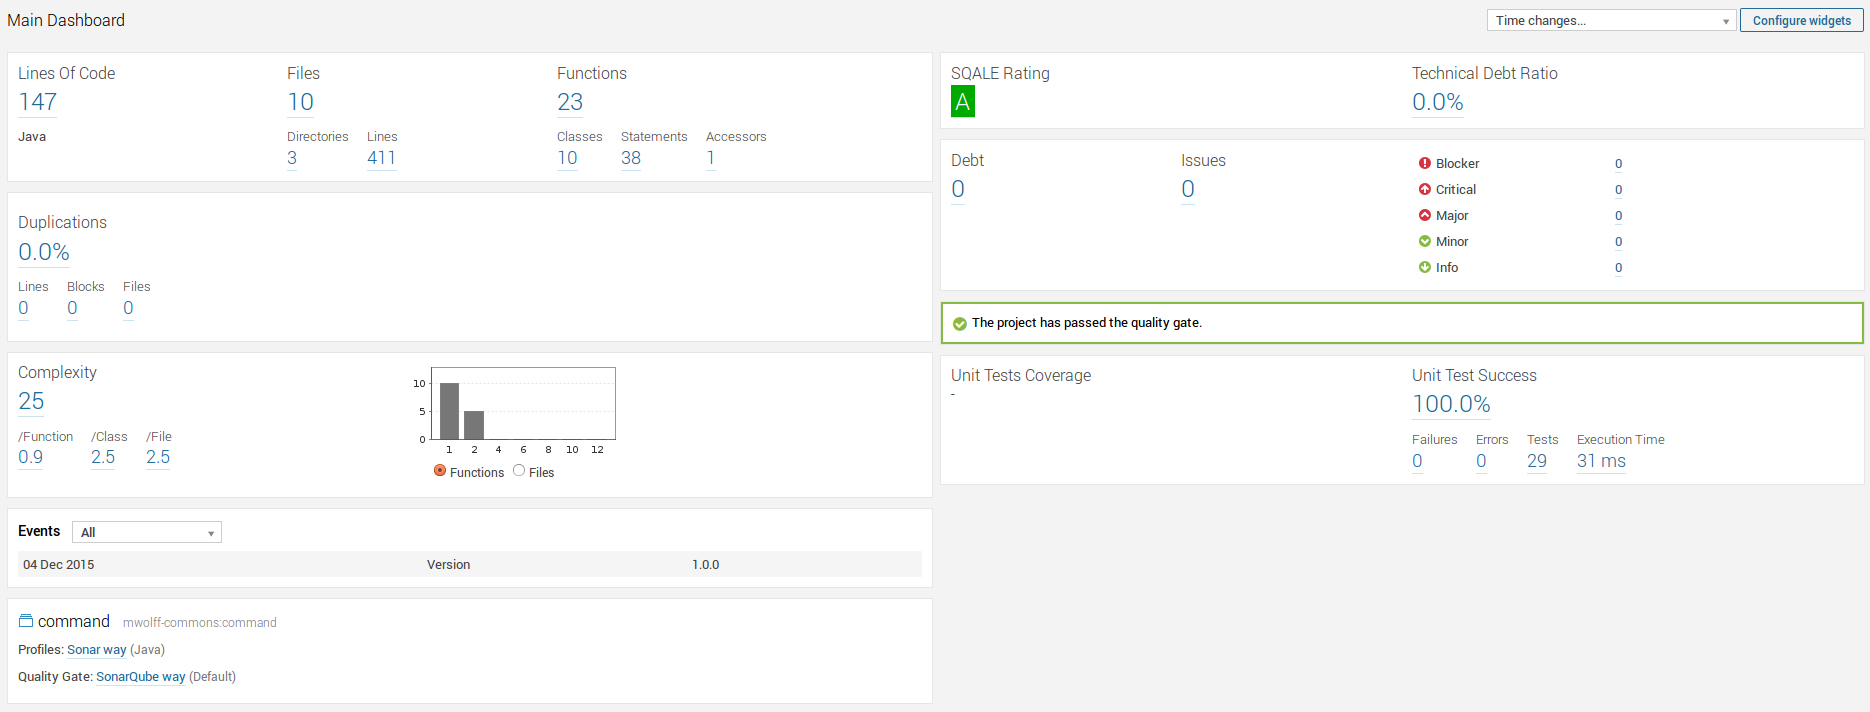 Main Dashboard
Time changes...
Configure widgets
Lines Of Code Files Functions
147 10 23
Java
Directories Lines Classes Statements Accessors
3 411 10 38 1
Duplications
0.0%
Lines Blocks Files
0 0 0
Complexity
25
/Function /Class /File
0.9 2.5 2.5
10
5
0
1 2 4 6 8 10 12
Functions Files
Events All
04 Dec 2015 Version 1.0.0
command mwolff-commons:command
Profiles: Sonar way (Java)
Quality Gate: SonarQube way (Default)
SQALE Rating Technical Debt Ratio
A 0.0%
Debt Issues
0 0
Blocker 0
Critical 0
Major 0
Minor 0
Info 0
The project has passed the quality gate.
Unit Tests Coverage Unit Test Success
- 100.0%
Failures Errors Tests Execution Time
0 0 29 31 ms